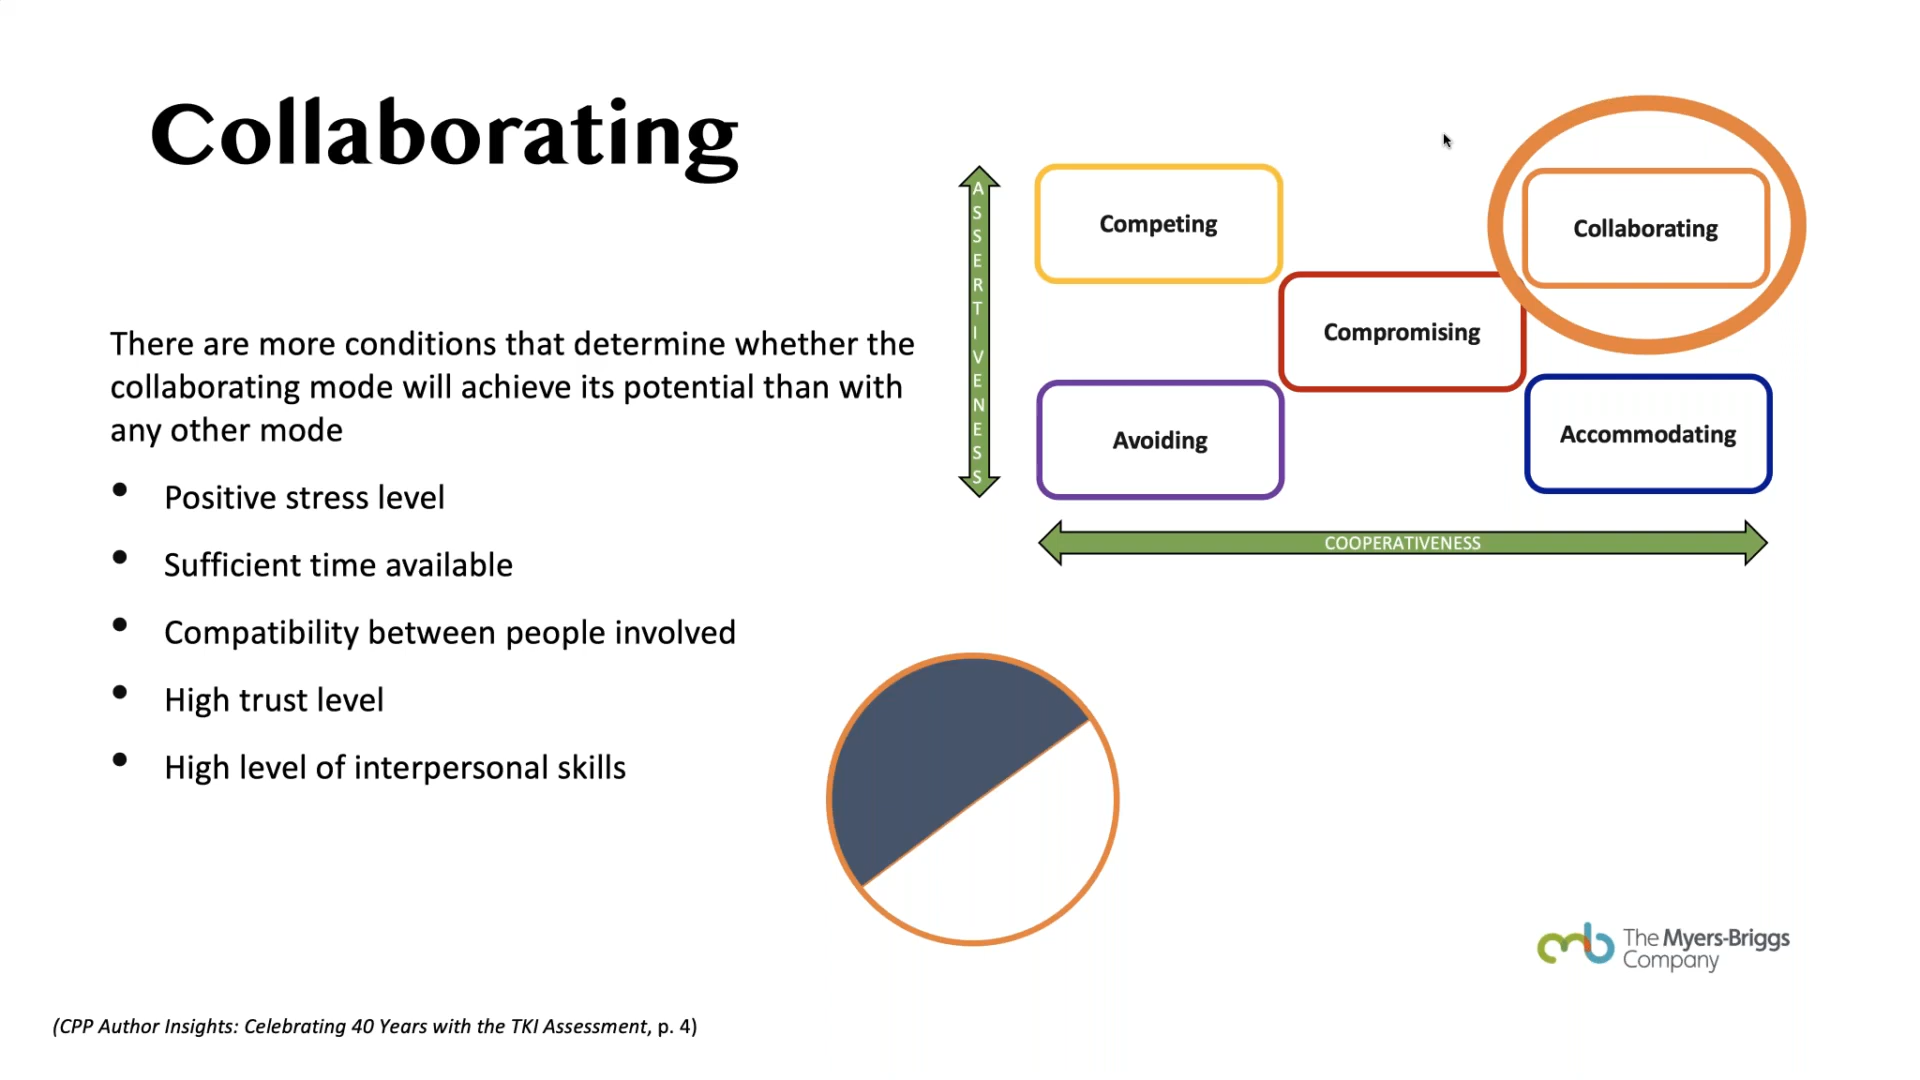 Collaborating
There are more conditions that determine whether the
collaborating mode will achieve its potential than with
any other mode
• Positive stress level
• Sufficient time available
• Compatibility between people involved
• High trust level
• High level of interpersonal skills
ASSERTIVENESS
Competing
Collaborating
Compromising
Avoiding
Accommodating
COOPERATIVENESS
The Myers-Briggs
Company
(CPP Author Insights: Celebrating 40 Years with the TKI Assessment, p. 4)